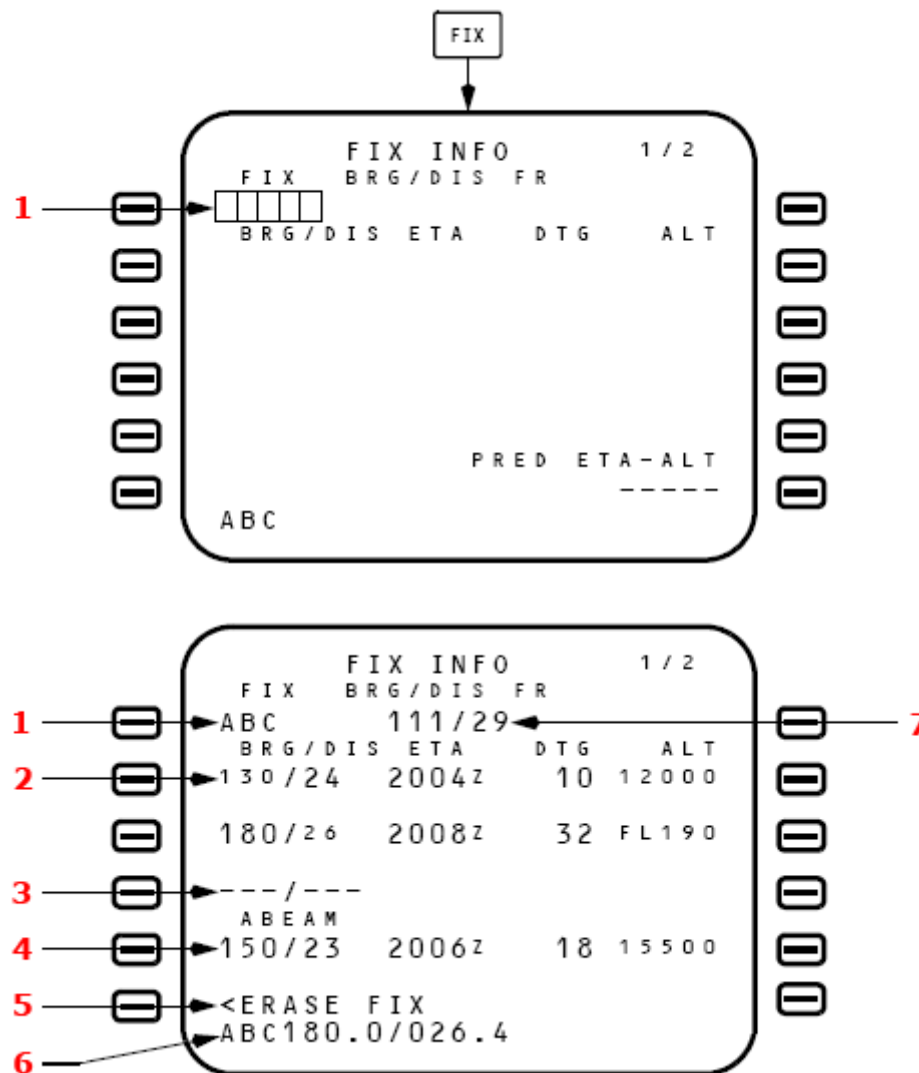 FIX
FIX INFO 1/2
FIX BRG/DIS FR
1
BRG/DIS ETA DTG ALT
PRED ETA-ALT
-----
ABC
FIX INFO 1/2
FIX BRG/DIS FR
1 ABC 111/29 7
BRG/DIS ETA DTG ALT
2 130/24 2004Z 10 12000
180/26 2008Z 32 FL190
3 ---/---
ABEAM
4 150/23 2006Z 18 15500
5 <ERASE FIX
ABC180.0/026.4
6